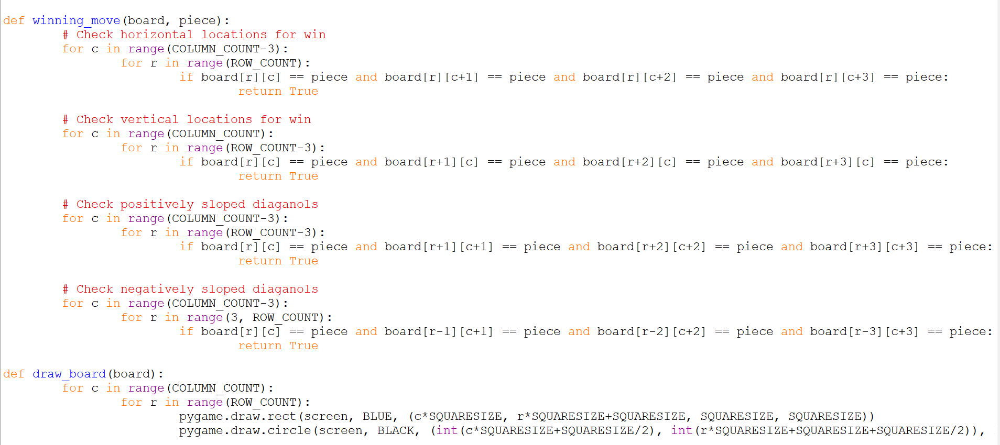 def winning_move(board, piece):
        # Check horizontal locations for win
        for c in range(COLUMN_COUNT-3):
                for r in range(ROW_COUNT):
                        if board[r][c] == piece and board[r][c+1] == piece and board[r][c+2] == piece and board[r][c+3] == piece:
                                return True

        # Check vertical locations for win
        for c in range(COLUMN_COUNT):
                for r in range(ROW_COUNT-3):
                        if board[r][c] == piece and board[r+1][c] == piece and board[r+2][c] == piece and board[r+3][c] == piece:
                                return True

        # Check positively sloped diaganols
        for c in range(COLUMN_COUNT-3):
                for r in range(ROW_COUNT-3):
                        if board[r][c] == piece and board[r+1][c+1] == piece and board[r+2][c+2] == piece and board[r+3][c+3] == piece:
                                return True

        # Check negatively sloped diaganols
        for c in range(COLUMN_COUNT-3):
                for r in range(3, ROW_COUNT):
                        if board[r][c] == piece and board[r-1][c+1] == piece and board[r-2][c+2] == piece and board[r-3][c+3] == piece:
                                return True

def draw_board(board):
        for c in range(COLUMN_COUNT):
                for r in range(ROW_COUNT):
                        pygame.draw.rect(screen, BLUE, (c*SQUARESIZE, r*SQUARESIZE+SQUARESIZE, SQUARESIZE, SQUARESIZE))
                        pygame.draw.circle(screen, BLACK, (int(c*SQUARESIZE+SQUARESIZE/2), int(r*SQUARESIZE+SQUARESIZE+SQUARESIZE/2)),